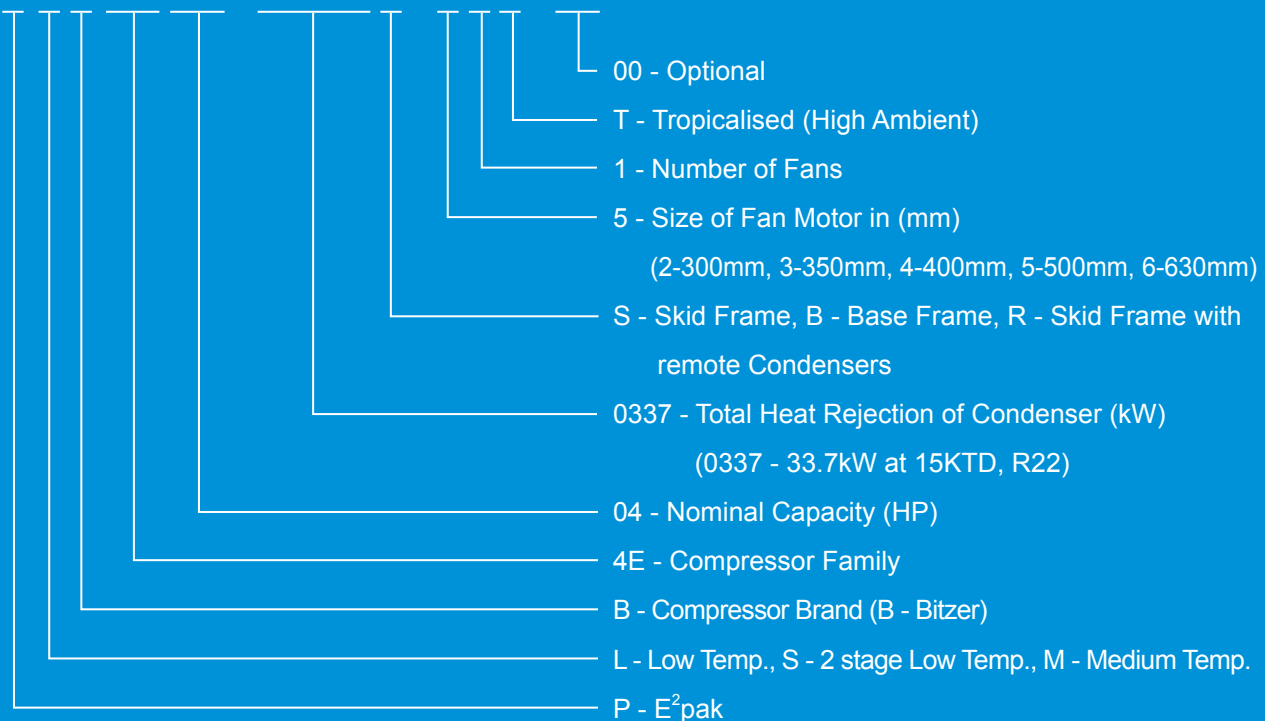 00 - Optional
T - Tropicalised (High Ambient)
1 - Number of Fans
5 - Size of Fan Motor in (mm)
(2-300mm, 3-350mm, 4-400mm, 5-500mm, 6-630mm)
S - Skid Frame, B - Base Frame, R - Skid Frame with
remote Condensers
0337 - Total Heat Rejection of Condenser (kW)
(0337 - 33.7kW at 15KTD, R22)
04 - Nominal Capacity (HP)
4E - Compressor Family
B - Compressor Brand (B - Bitzer)
L - Low Temp., S - 2 stage Low Temp., M - Medium Temp.
P - E²pak